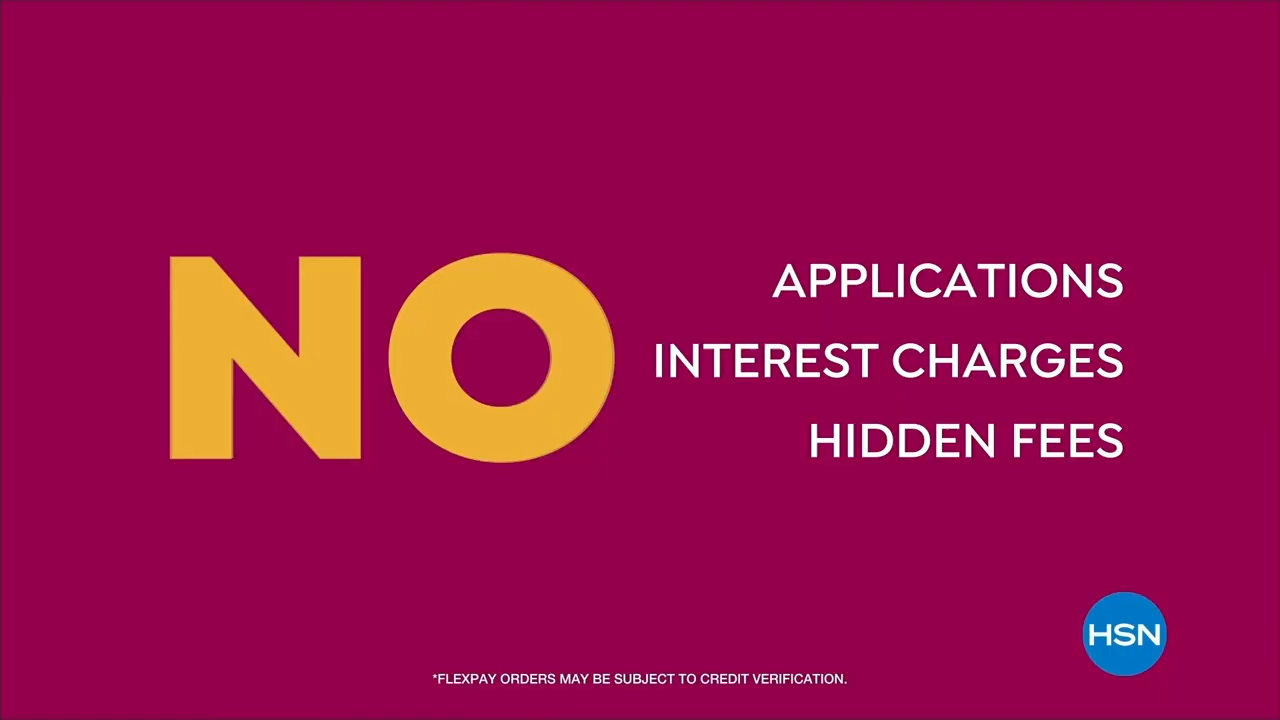 NO
APPLICATIONS
INTEREST CHARGES
HIDDEN FEES
HSN
*FLEXPAY ORDERS MAY BE SUBJECT TO CREDIT VERIFICATION.